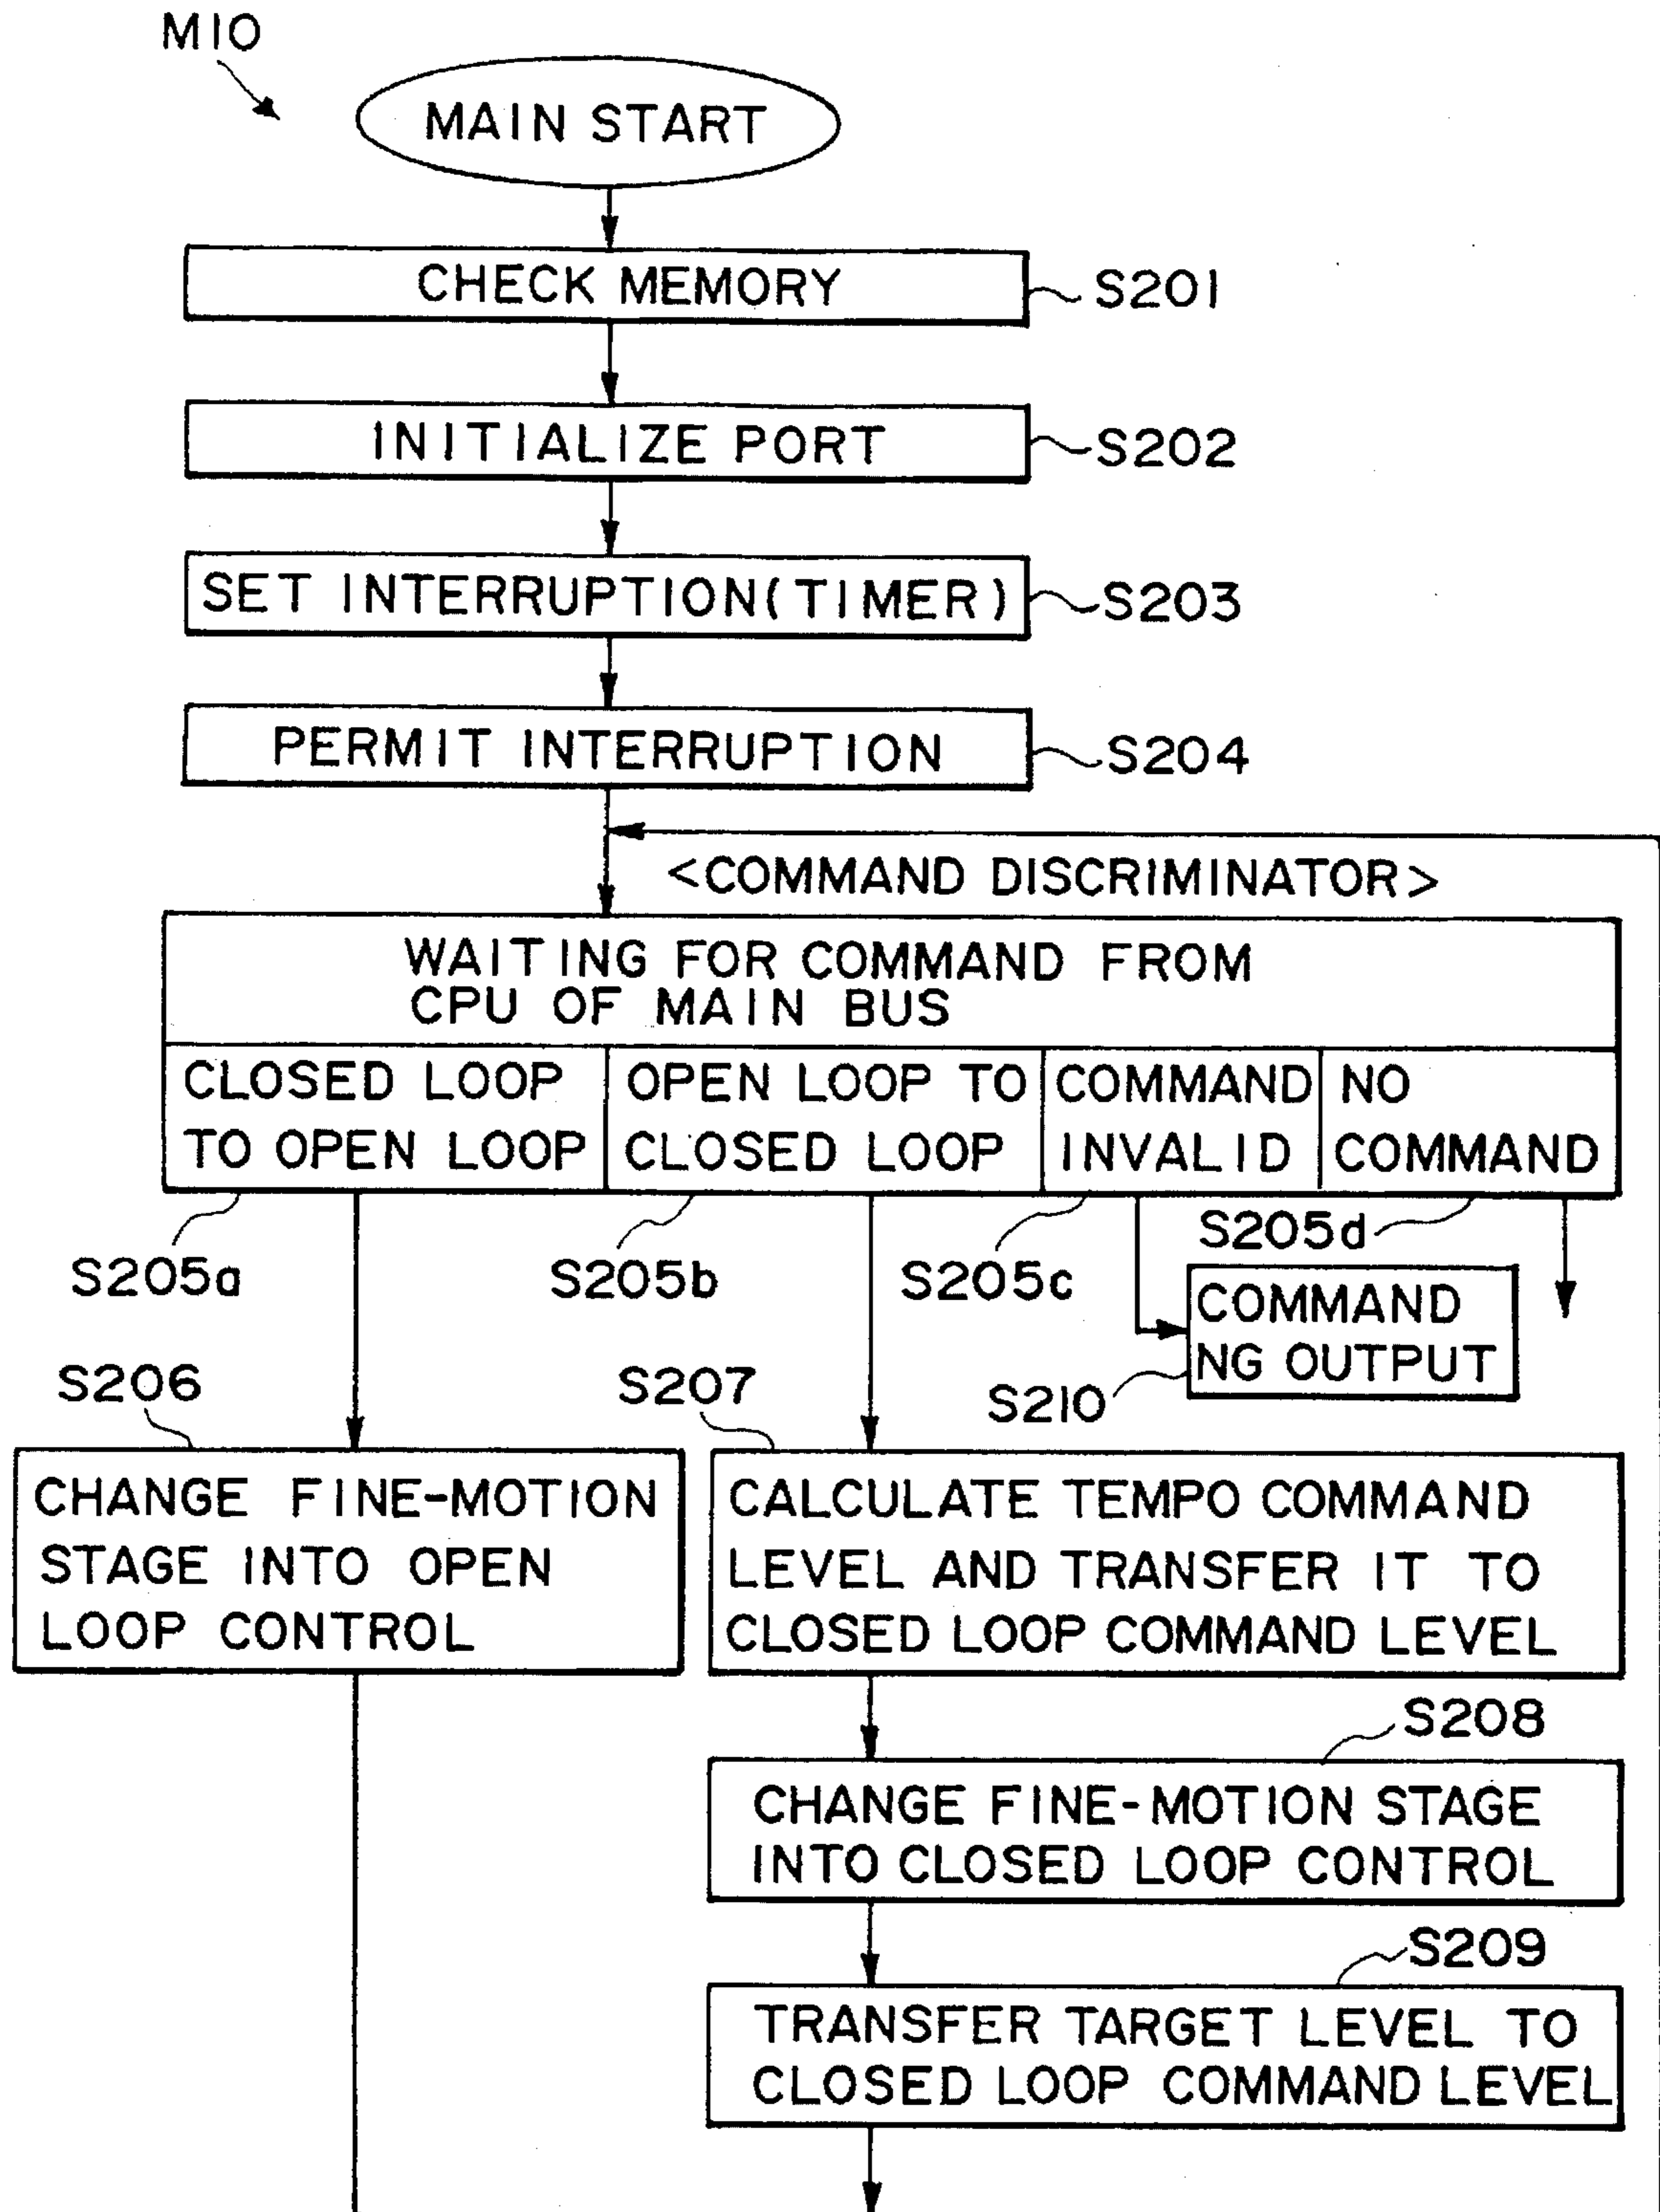 M10
MAIN START
CHECK MEMORY
S201
INITIALIZE PORT
S202
SET INTERRUPTION(TIMER)
S203
PERMIT INTERRUPTION
S204
<COMMAND DISCRIMINATOR>
WAITING FOR COMMAND FROM
CPU OF MAIN BUS
CLOSED LOOP
TO OPEN LOOP
OPEN LOOP TO
CLOSED LOOP
COMMAND
INVALID
NO
COMMAND
S205a
S205b
S205c
S205d
COMMAND
NG OUTPUT
S210
S206
S207
CHANGE FINE-MOTION
STAGE INTO OPEN
LOOP CONTROL
CALCULATE TEMPO COMMAND
LEVEL AND TRANSFER IT TO
CLOSED LOOP COMMAND LEVEL
S208
CHANGE FINE-MOTION STAGE
INTO CLOSED LOOP CONTROL
S209
TRANSFER TARGET LEVEL TO
CLOSED LOOP COMMAND LEVEL